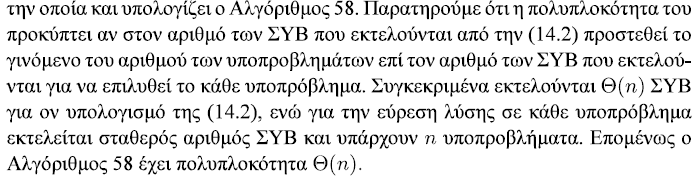 την οποία και υπολογίζει ο Αλγόριθμος 58. Παρατηρούμε ότι η πολυπλοκότητα του
προκύπτει αν στον αριθμό των ΣΥΒ που εκτελούνται από την (14.2) προστεθεί το
γινόμενο του αριθμού των υποπροβλημάτων επί τον αριθμό των ΣΥΒ που εκτελού-
νται για να επιλυθεί το κάθε υποπρόβλημα. Συγκεκριμένα εκτελούνται Θ(n) ΣΥΒ
για ον υπολογισμό της (14.2), ενώ για την εύρεση λύσης σε κάθε υποπρόβλημα
εκτελείται σταθερός αριθμός ΣΥΒ και υπάρχουν n υποπροβλήματα. Επομένως ο
Αλγόριθμος 58 έχει πολυπλοκότητα Θ(n).